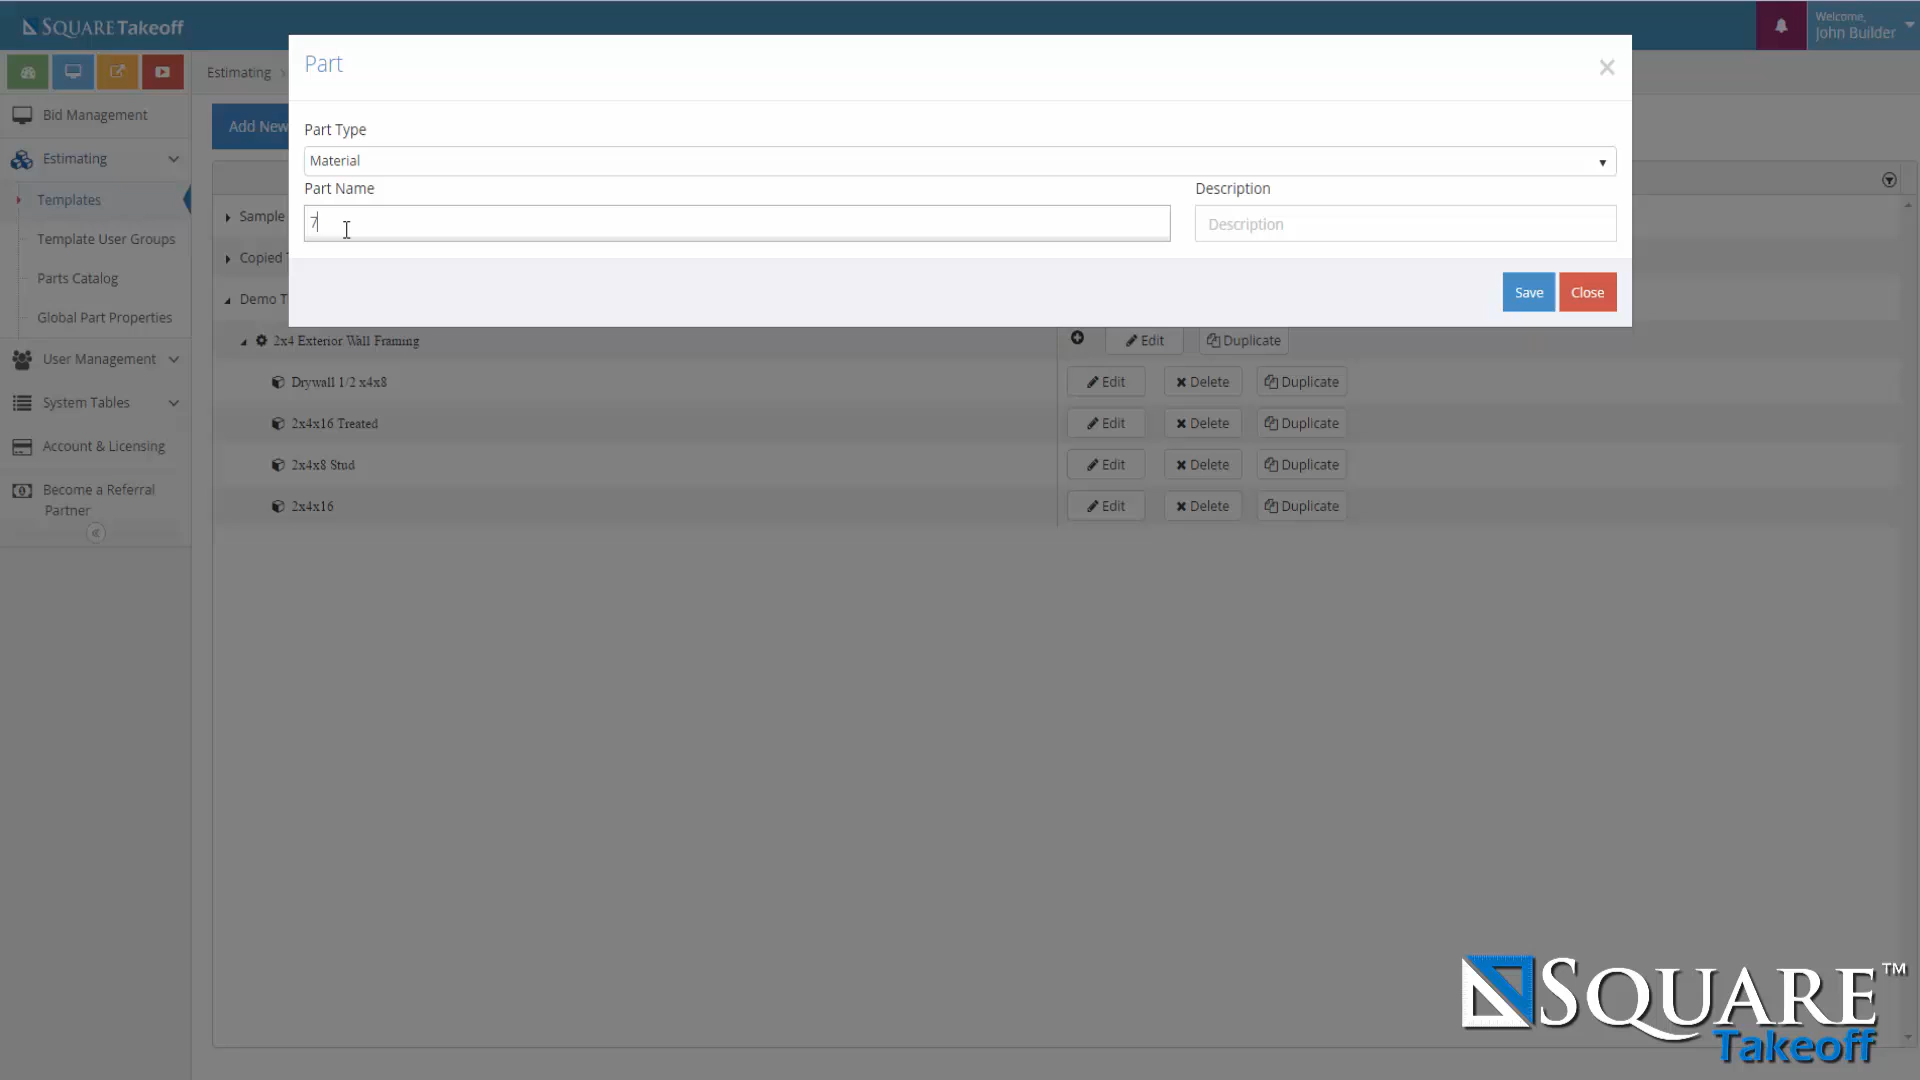 SQUARE Takeoff
Welcome,
John Builder
Part
Estimating
Bid Management
Add New
Part Type
Estimating
Material
Part Name
Description
Templates
7
Description
Sample
Template User Groups
Copied
Parts Catalog
Save
Close
Demo T
Global Part Properties
2x4 Exterior Wall Framing
Edit
Duplicate
User Management
Drywall 1/2 x4x8
Edit
Delete
Duplicate
System Tables
2x4x16 Treated
Edit
Delete
Duplicate
Account & Licensing
2x4x8 Stud
Edit
Delete
Duplicate
Become a Referral
Partner
2x4x16
Edit
Delete
Duplicate
SQUARE™
Takeoff